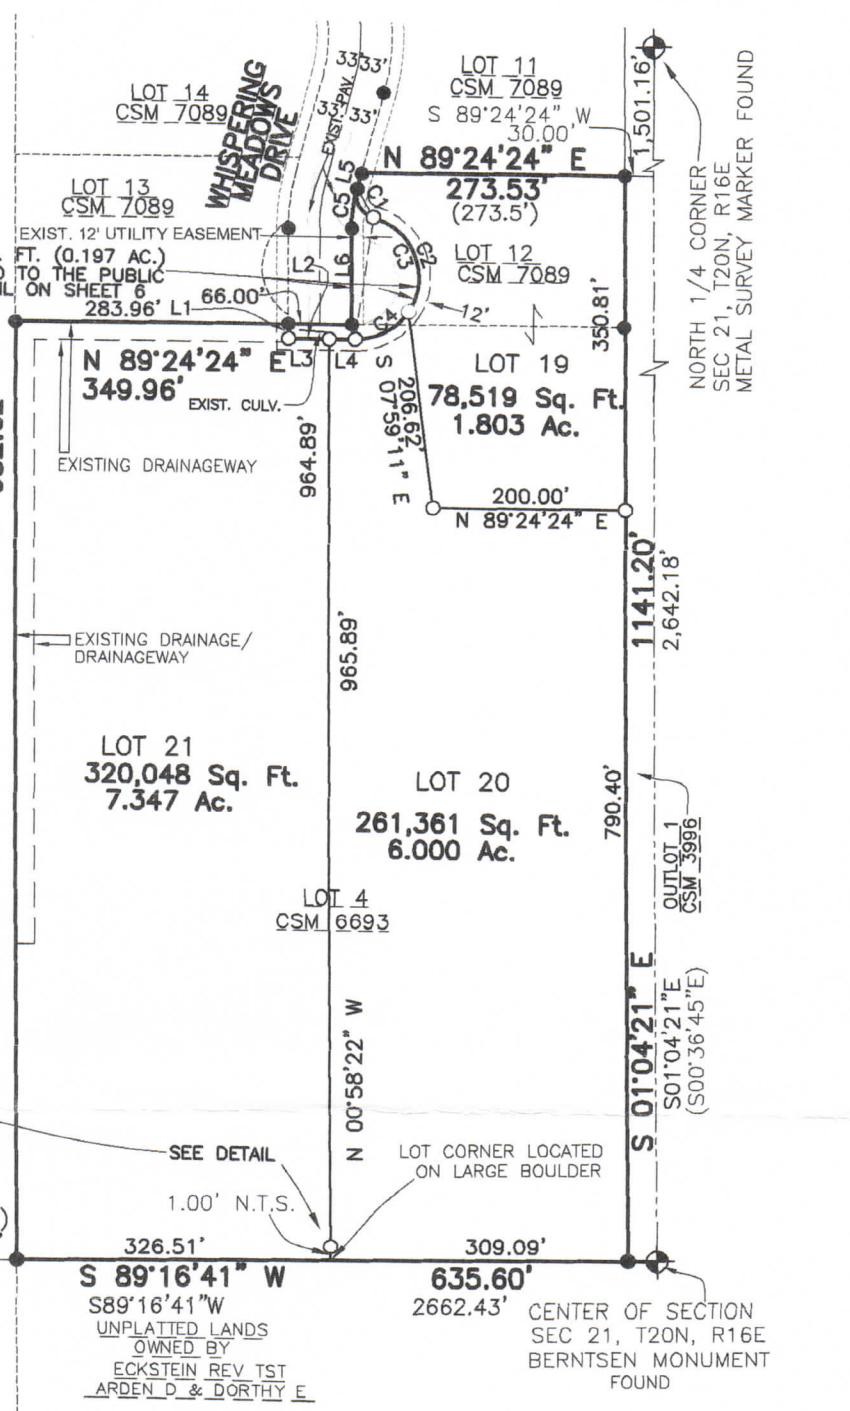 LOT 14
CSM 7089
WHISPERING
MEADOWS
DRIVE
33' 33'
33' 33'
EXIST. PAV.
LOT 11
CSM 7089
S 89°24'24" W
30.00'
N 89°24'24" E
273.53'
(273.5')
1,501.16'
NORTH 1/4 CORNER
SEC 21, T20N, R16E
METAL SURVEY MARKER FOUND
LOT 13
CSM 7089
L5
C1
C5
EXIST. 12' UTILITY EASEMENT
C3
C2
LOT 12
CSM 7089
. FT. (0.197 AC.)
TO THE PUBLIC
ON SHEET 6
L2
L6
66.00'
283.96' L1
C4
12'
350.81'
N 89°24'24" E
349.96'
L3
L4
EXIST. CULV.
S 07°59'11" E
206.62'
LOT 19
78,519 Sq. Ft.
1.803 Ac.
EXISTING DRAINAGEWAY
964.89'
200.00'
N 89°24'24" E
1141.20'
2,642.18'
EXISTING DRAINAGE/
DRAINAGEWAY
965.89'
LOT 21
320,048 Sq. Ft.
7.347 Ac.
LOT 20
261,361 Sq. Ft.
6.000 Ac.
790.40'
OUTLOT 1
CSM 3996
LOT 4
CSM 6693
N 00°58'22" W
S 01°04'21" E
S01°04'21"E
(S00°36'45"E)
SEE DETAIL
LOT CORNER LOCATED
ON LARGE BOULDER
1.00' N.T.S.
326.51'
309.09'
S 89°16'41" W
635.60'
S89°16'41"W
2662.43'
UNPLATTED LANDS
OWNED BY
ECKSTEIN REV TST
ARDEN D & DORTHY E
CENTER OF SECTION
SEC 21, T20N, R16E
BERNTSEN MONUMENT
FOUND